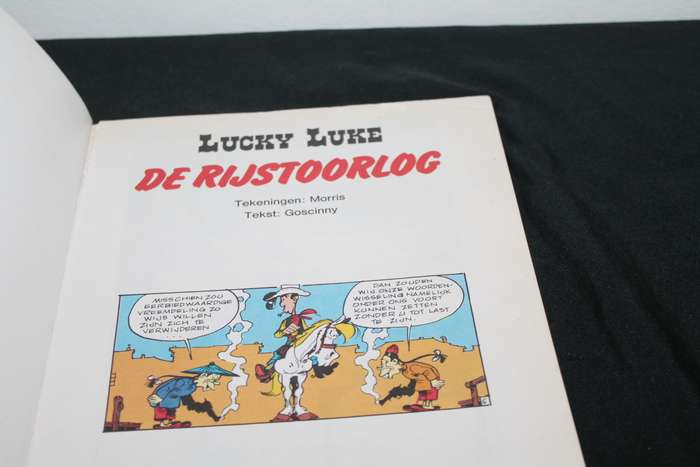 LUCKY LUKE
DE RIJSTOORLOG
Tekeningen: Morris
Tekst: Goscinny
MISSCHIEN ZOU
EERBIEDWAARDIGE
VREEMDELING ZO
WIJS WILLEN
ZIJN ZICH TE
VERWIJDEREN
....
DAN ZOUDEN
WIJ ONZE WOORDEN-
WISSELING NAMELIJK
ONDER ONS VOORT
KUNNEN ZETTEN
ZONDER U TOT LAST
TE ZIJN.